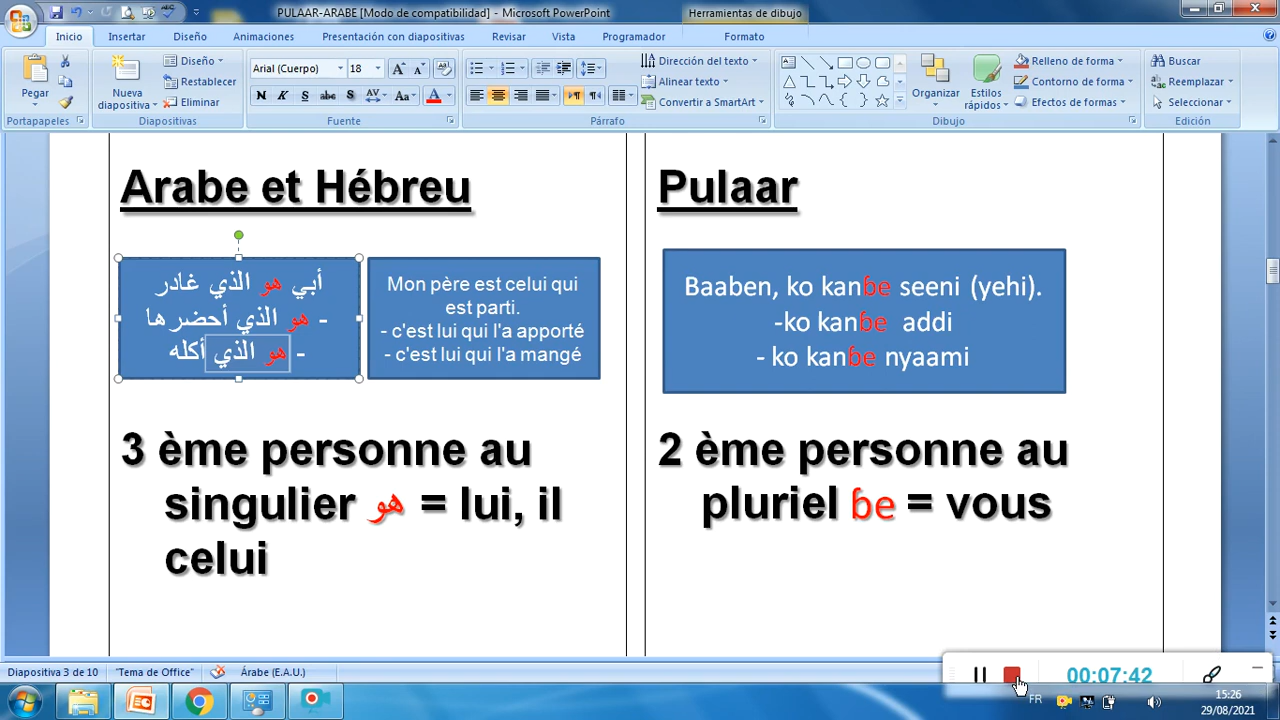 PULAAR-ARABE [Modo de compatibilidad] - Microsoft PowerPoint
Herramientas de dibujo
Inicio Insertar Diseño Animaciones Presentación con diapositivas Revisar Vista Programador Formato
Pegar
Nueva diapositiva
Diseño
Restablecer
Eliminar
Arial (Cuerpo) 18
Dirección del texto
Alinear texto
Convertir a SmartArt
Organizar
Estilos rápidos
Relleno de forma
Contorno de forma
Efectos de formas
Buscar
Reemplazar
Seleccionar
Portapapeles Diapositivas Fuente Párrafo Dibujo Edición
Arabe et Hébreu
أبي هو الذي غادر
- هو الذي أحضرها
- هو الذي أكله
Mon père est celui qui
est parti.
- c'est lui qui l'a apporté
- c'est lui qui l'a mangé
3 ème personne au
singulier هو = lui, il
celui
Pulaar
Baaben, ko kanɓe seeni (yehi).
-ko kanɓe addi
- ko kanɓe nyaami
2 ème personne au
pluriel ɓe = vous
Diapositiva 3 de 10 "Tema de Office" Árabe (E.A.U.)
00:07:42
FR
15:26
29/08/2021